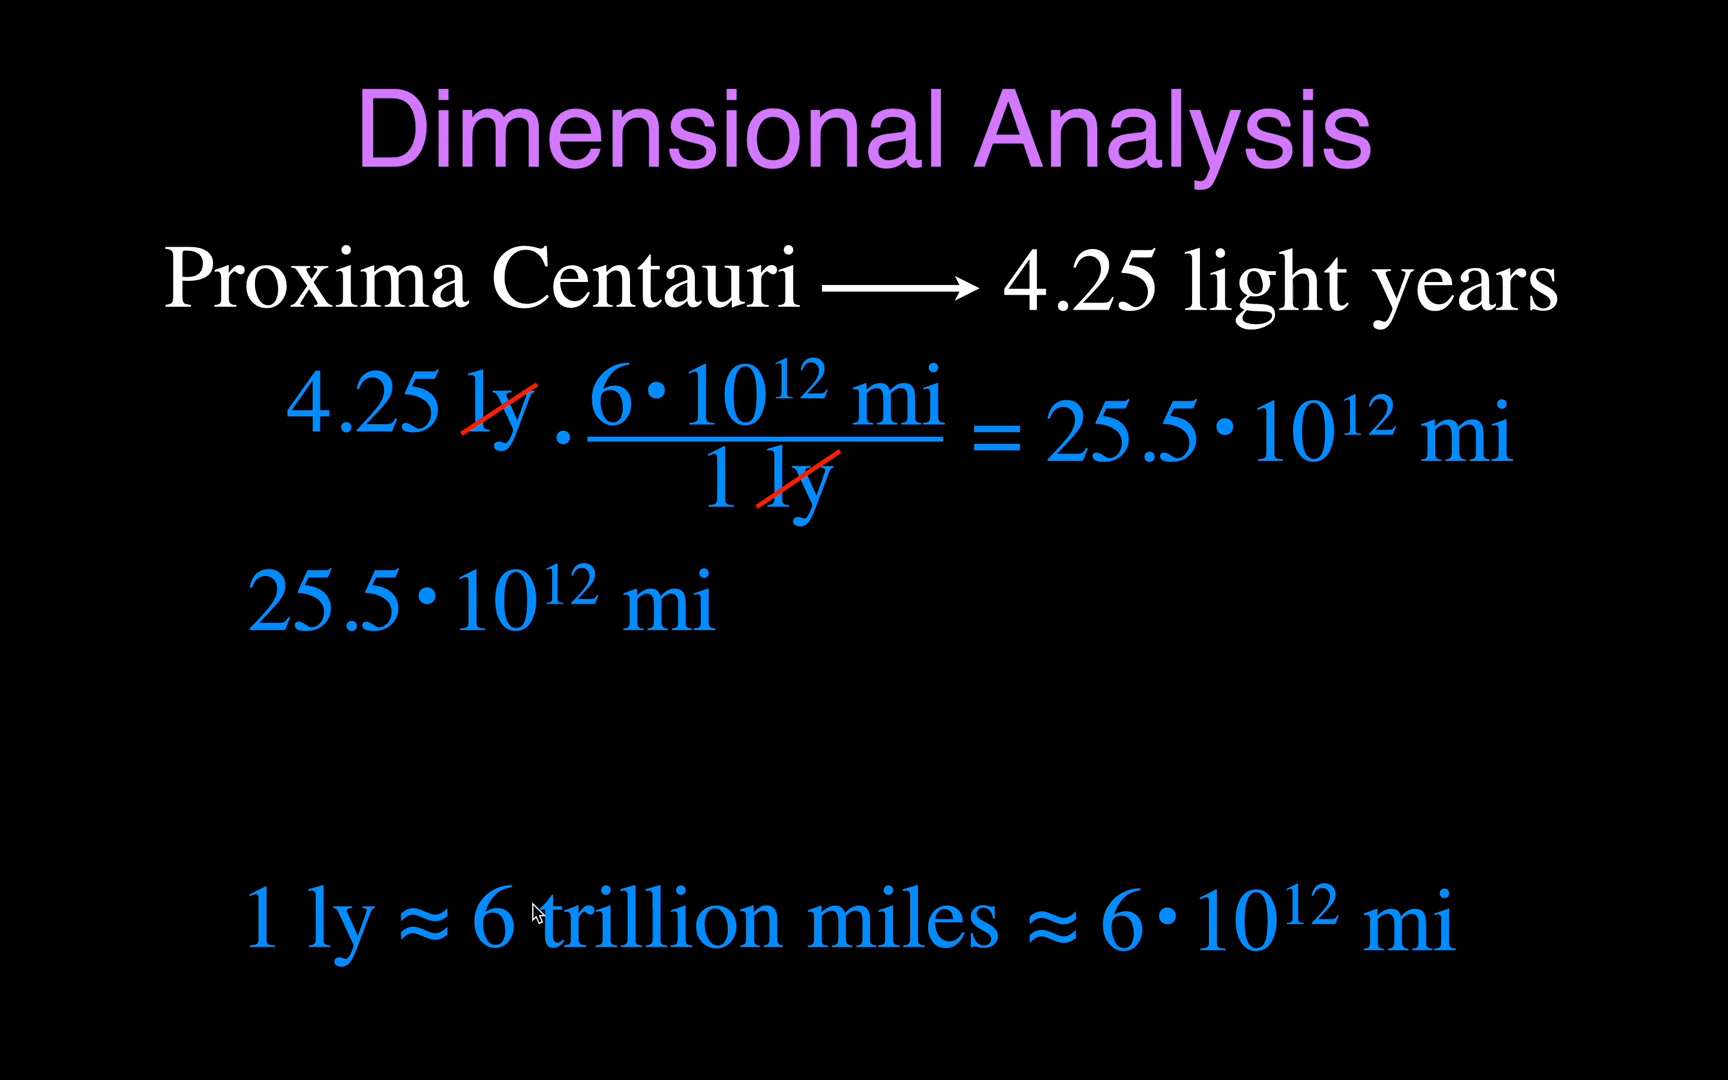 Dimensional Analysis
Proxima Centauri → 4.25 light years
4.25 ly · 6•10¹² mi / 1 ly = 25.5•10¹² mi
25.5•10¹² mi
1 ly ≈ 6 trillion miles ≈ 6•10¹² mi